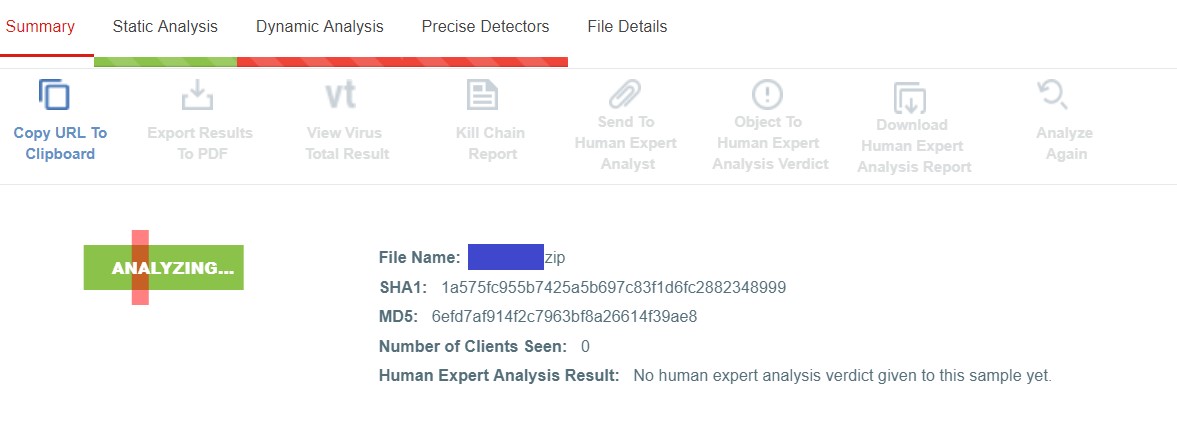 Summary Static Analysis Dynamic Analysis Precise Detectors File Details
Copy URL To Clipboard
Export Results To PDF
vt
View Virus Total Result
Kill Chain Report
Send To Human Expert Analyst
Object To Human Expert Analysis Verdict
Download Human Expert Analysis Report
Analyze Again
ANALYZING...
File Name: zip
SHA1: 1a575fc955b7425a5b697c83f1d6fc2882348999
MD5: 6efd7af914f2c7963bf8a26614f39ae8
Number of Clients Seen: 0
Human Expert Analysis Result: No human expert analysis verdict given to this sample yet.